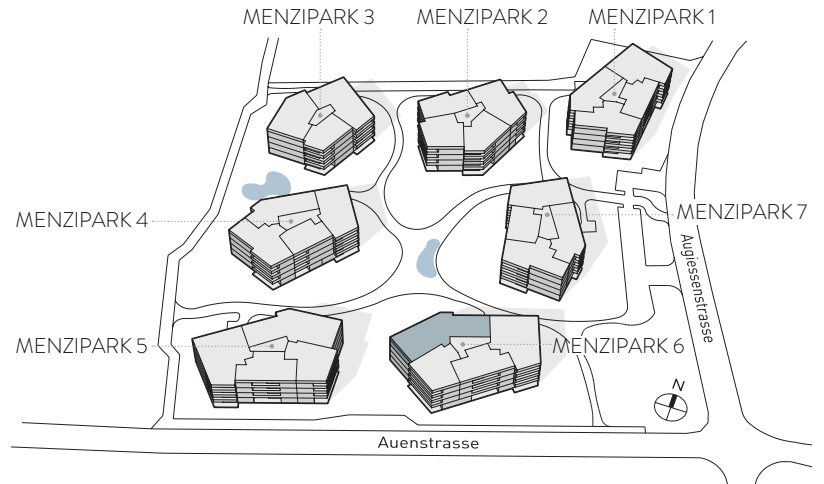 MENZIPARK 3
MENZIPARK 2
MENZIPARK 1
MENZIPARK 4
MENZIPARK 7
Augiessenstrasse
MENZIPARK 5
MENZIPARK 6
N
Auenstrasse